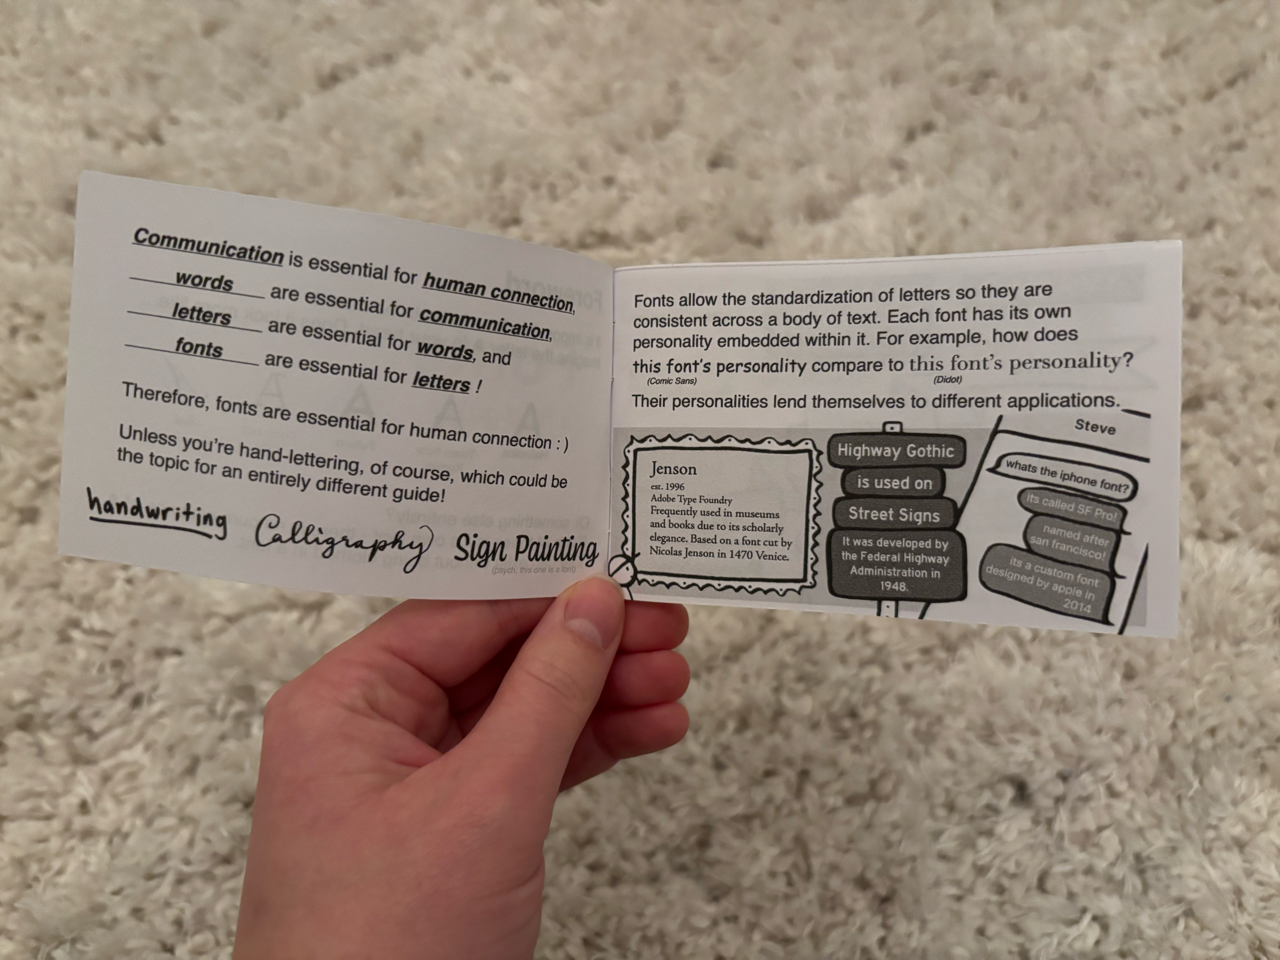 Communication is essential for human connection,
words are essential for communication,
letters are essential for words, and
fonts are essential for letters !
Therefore, fonts are essential for human connection : )
Unless you're hand-lettering, of course, which could be
the topic for an entirely different guide!
handwriting Calligraphy Sign Painting
(psych, this one is a font)
Fonts allow the standardization of letters so they are
consistent across a body of text. Each font has its own
personality embedded within it. For example, how does
this font's personality compare to this font's personality?
(Comic Sans) (Didot)
Their personalities lend themselves to different applications.
Jenson
est. 1996
Adobe Type Foundry
Frequently used in museums
and books due to its scholarly
elegance. Based on a font cut by
Nicolas Jenson in 1470 Venice.
Highway Gothic
is used on
Street Signs
It was developed by
the Federal Highway
Administration in
1948.
Steve
whats the iphone font?
its called SF Pro!
named after
san francisco!
its a custom font
designed by apple in
2014